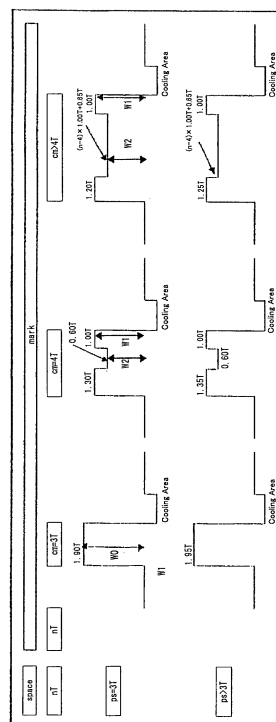 space
mark
nT
nT
cm=3T
cm=4T
cm>4T
ps=3T
1.90T
W0
W1
Cooling Area
1.30T
0.60T
1.00T
W1
W2
Cooling Area
1.20T
(n-4)×1.00T+0.65T
1.00T
W1
W2
Cooling Area
ps>3T
1.95T
Cooling Area
1.35T
0.60T
1.00T
Cooling Area
1.25T
(n-4)×1.00T+0.65T
1.00T
Cooling Area